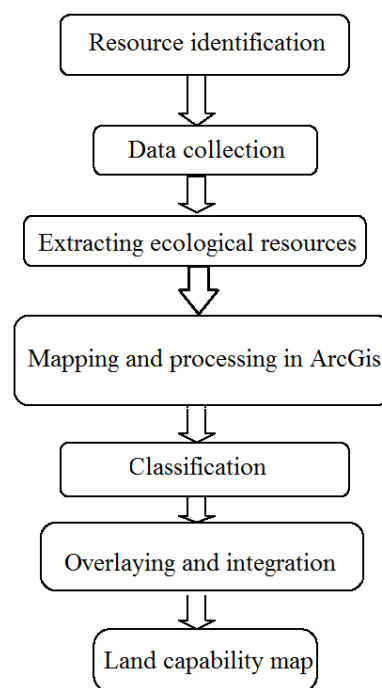 Resource identification
Data collection
Extracting ecological resources
Mapping and processing in ArcGis
Classification
Overlaying and integration
Land capability map